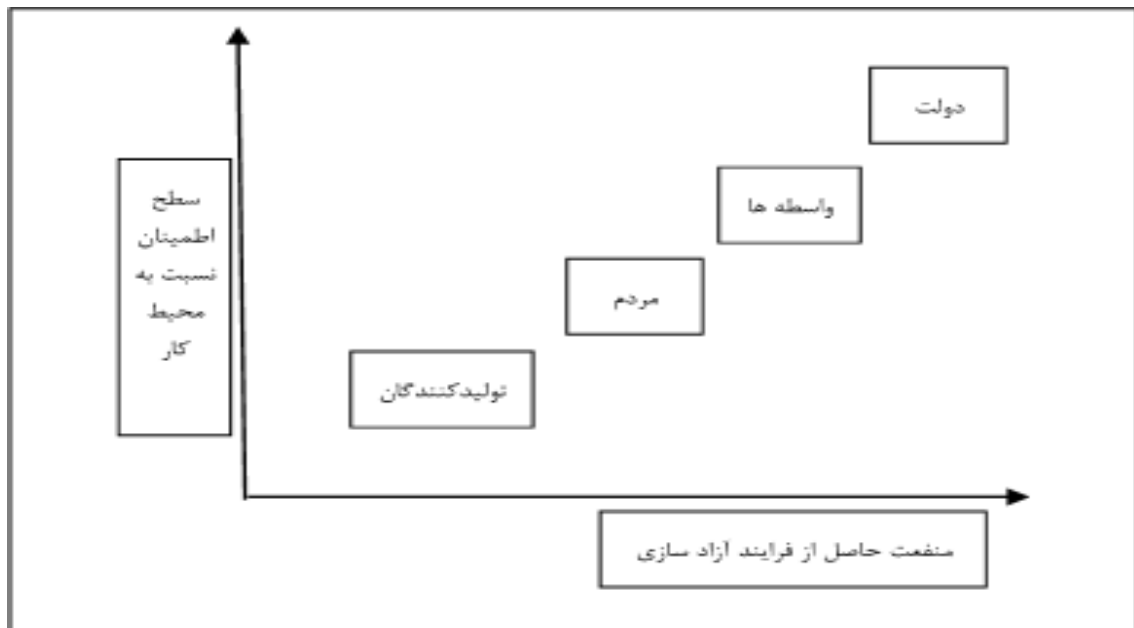 دولت
واسطه ها
سطح
اطمینان
نسبت به
محیط
کار
مردم
تولیدکنندگان
منفعت حاصل از فرایند آزاد سازی